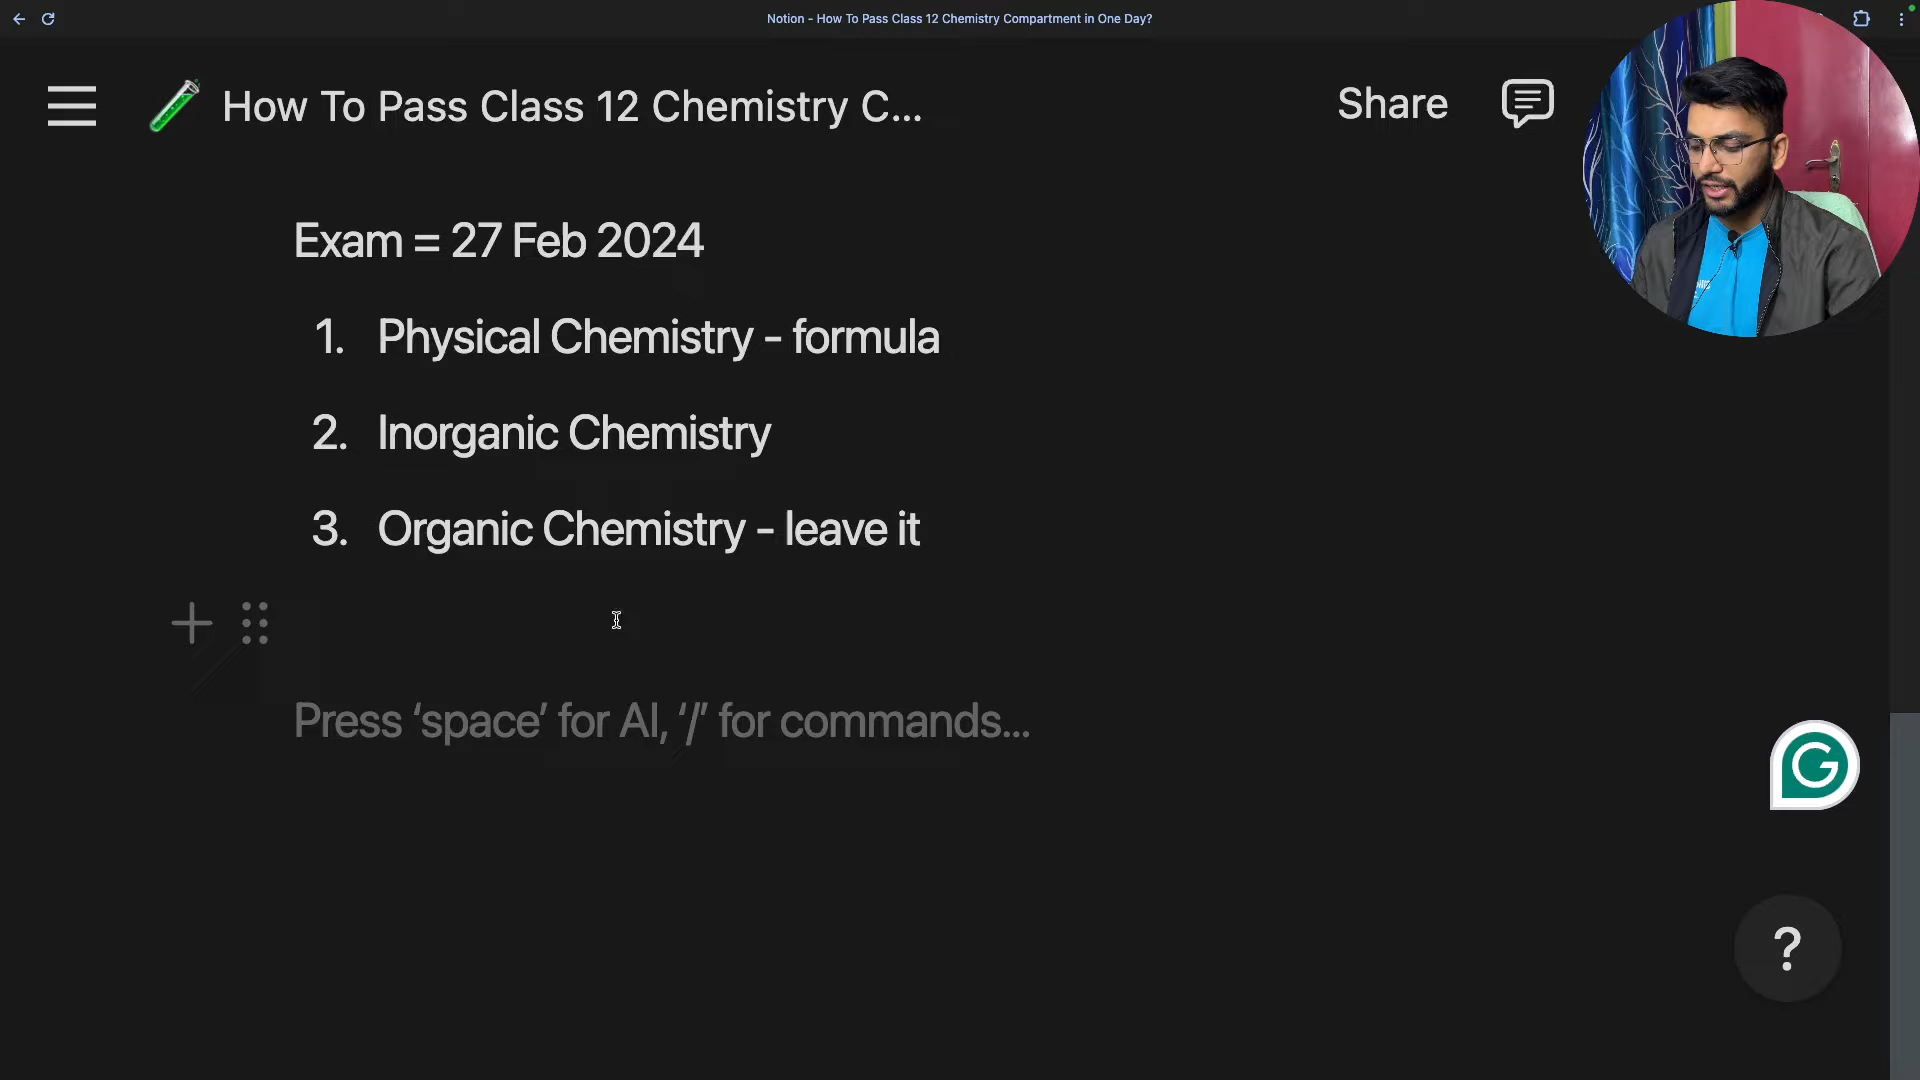 Notion - How To Pass Class 12 Chemistry Compartment in One Day?
How To Pass Class 12 Chemistry C...
Share
Exam = 27 Feb 2024
1. Physical Chemistry - formula
2. Inorganic Chemistry
3. Organic Chemistry - leave it
Press ‘space’ for AI, ‘/’ for commands...
G
?